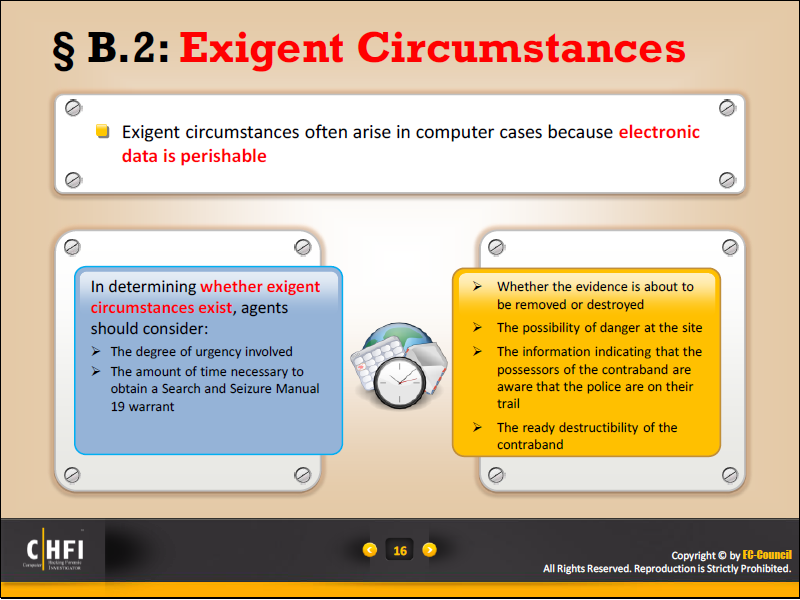 § B.2: Exigent Circumstances
Exigent circumstances often arise in computer cases because electronic
data is perishable
In determining whether exigent
circumstances exist, agents
should consider:
The degree of urgency involved
The amount of time necessary to
obtain a Search and Seizure Manual
19 warrant
Whether the evidence is about to
be removed or destroyed
The possibility of danger at the site
The information indicating that the
possessors of the contraband are
aware that the police are on their
trail
The ready destructibility of the
contraband
CHFI
Computer Hacking Forensic
INVESTIGATOR
16
Copyright © by EC-Council
All Rights Reserved. Reproduction is Strictly Prohibited.